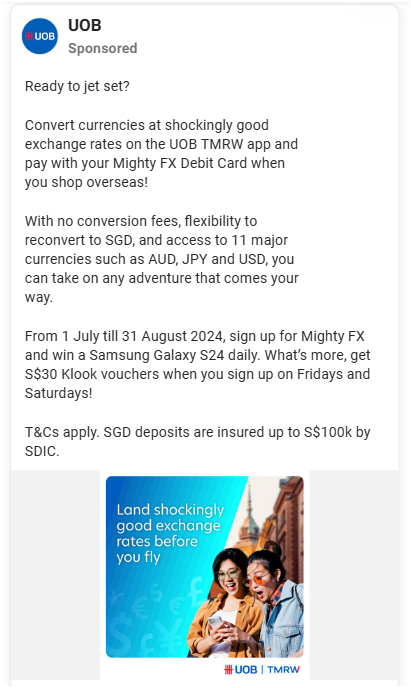 UOB
UOB
Sponsored
Ready to jet set?
Convert currencies at shockingly good
exchange rates on the UOB TMRW app and
pay with your Mighty FX Debit Card when
you shop overseas!
With no conversion fees, flexibility to
reconvert to SGD, and access to 11 major
currencies such as AUD, JPY and USD, you
can take on any adventure that comes your
way.
From 1 July till 31 August 2024, sign up for Mighty FX
and win a Samsung Galaxy S24 daily. What’s more, get
S$30 Klook vouchers when you sign up on Fridays and
Saturdays!
T&Cs apply. SGD deposits are insured up to S$100k by
SDIC.
Land shockingly
good exchange
rates before
you fly
UOB | TMRW